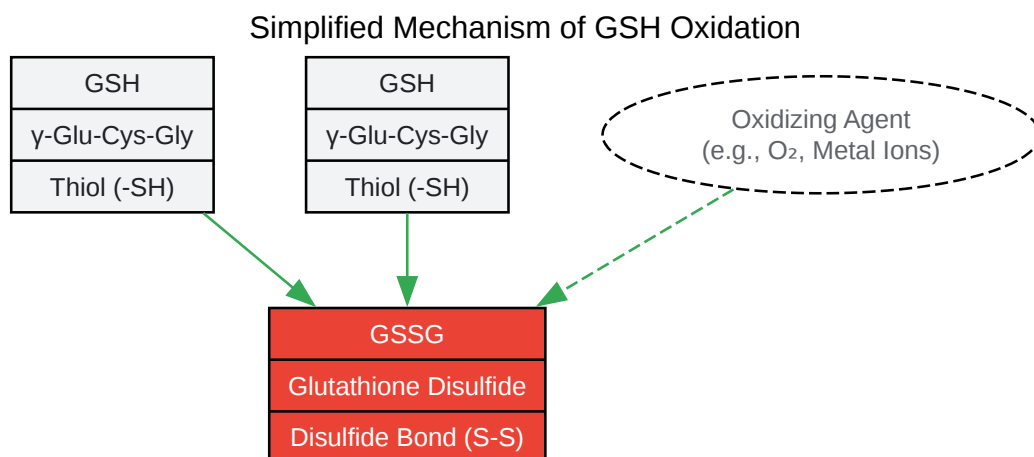 Simplified Mechanism of GSH Oxidation
GSH
γ-Glu-Cys-Gly
Thiol (-SH)
GSH
γ-Glu-Cys-Gly
Thiol (-SH)
Oxidizing Agent
(e.g., O₂, Metal Ions)
GSSG
Glutathione Disulfide
Disulfide Bond (S-S)